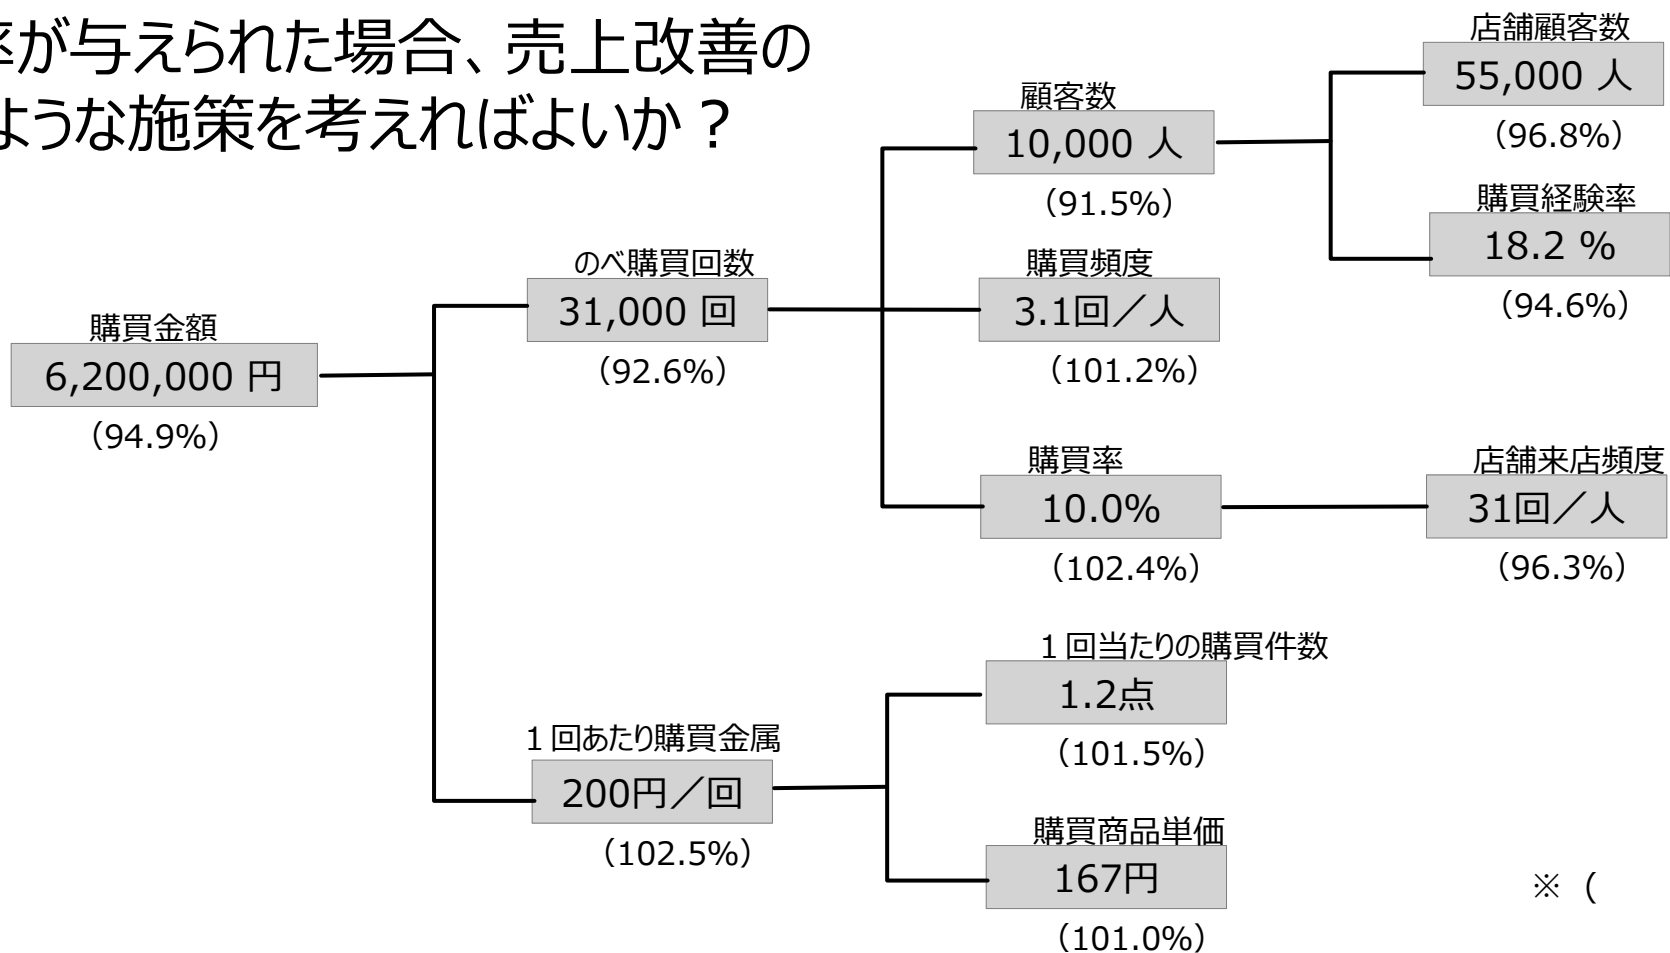 率が与えられた場合、売上改善の
ような施策を考えればよいか？
店舗顧客数
55,000 人
（96.8%）
顧客数
10,000 人
（91.5%）
購買経験率
18.2 %
（94.6%）
のべ購買回数
31,000 回
（92.6%）
購買頻度
3.1回／人
（101.2%）
購買金額
6,200,000 円
（94.9%）
購買率
10.0%
（102.4%）
店舗来店頻度
31回／人
（96.3%）
１回当たりの購買件数
1.2点
（101.5%）
１回あたり購買金属
200円／回
（102.5%）
購買商品単価
167円
（101.0%）
※（